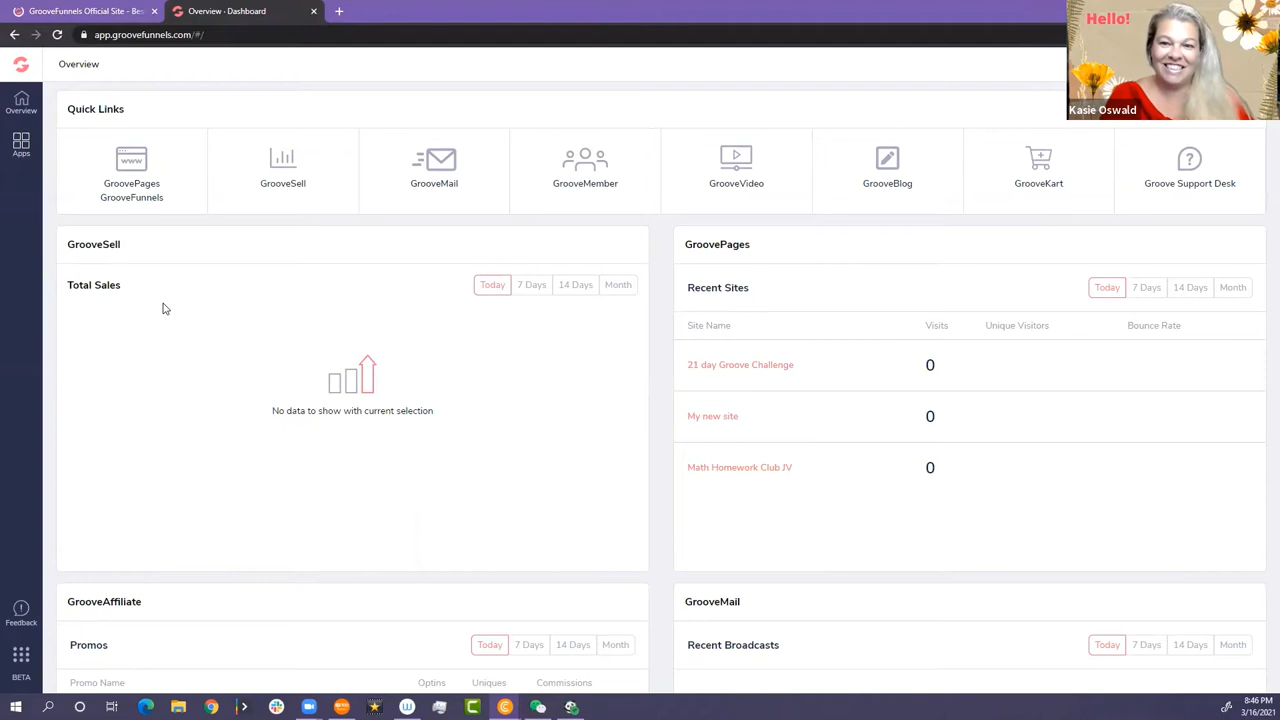 GrooveFunnels Official Site - Bes
Overview - Dashboard
Hello!
app.groovefunnels.com/#/
Overview
Kasie Oswald
Overview
Apps
Quick Links
GroovePages
GrooveFunnels
GrooveSell
GrooveMail
GrooveMember
GrooveVideo
GrooveBlog
GrooveKart
Groove Support Desk
GrooveSell
Total Sales
Today 7 Days 14 Days Month
No data to show with current selection
GroovePages
Recent Sites
Today 7 Days 14 Days Month
Site Name Visits Unique Visitors Bounce Rate
21 day Groove Challenge 0
My new site 0
Math Homework Club JV 0
GrooveAffiliate
Promos
Today 7 Days 14 Days Month
Promo Name Optins Uniques Commissions
GrooveMail
Recent Broadcasts
Today 7 Days 14 Days Month
Feedback
BETA
8:46 PM
3/16/2021